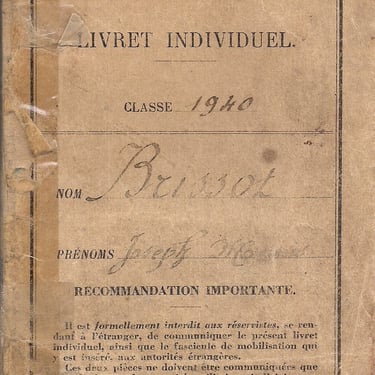 LIVRET INDIVIDUEL.
CLASSE 1940
NOM Brissot
PRÉNOMS Joseph
RECOMMANDATION IMPORTANTE.
Il est formellement interdit aux réservistes, se ren-
dant à l'étranger, de communiquer le présent livret
individuel, ainsi que le fascicule de mobilisation qui
y est inséré, aux autorités étrangères.
Ces deux pièces ne doivent être communiquées que